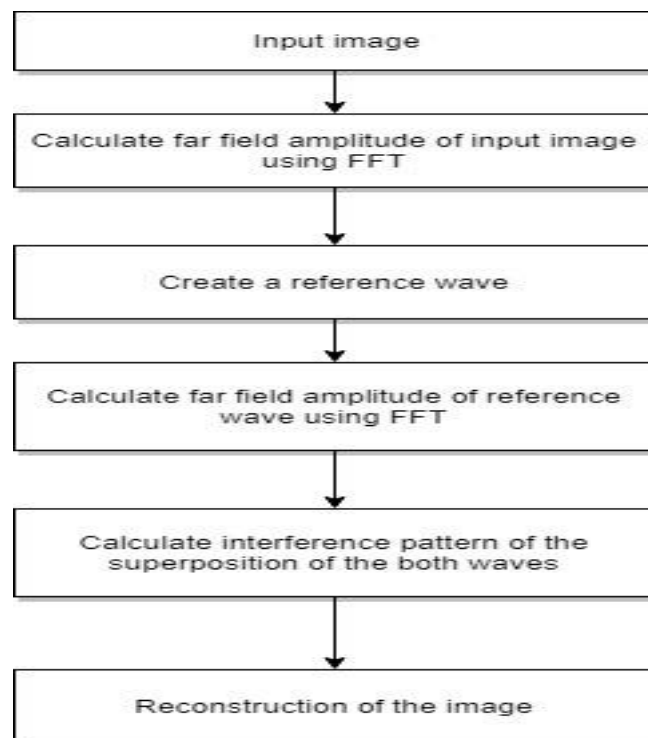 Input image
Calculate far field amplitude of input image
using FFT
Create a reference wave
Calculate far field amplitude of reference
wave using FFT
Calculate interference pattern of the
superposition of the both waves
Reconstruction of the image